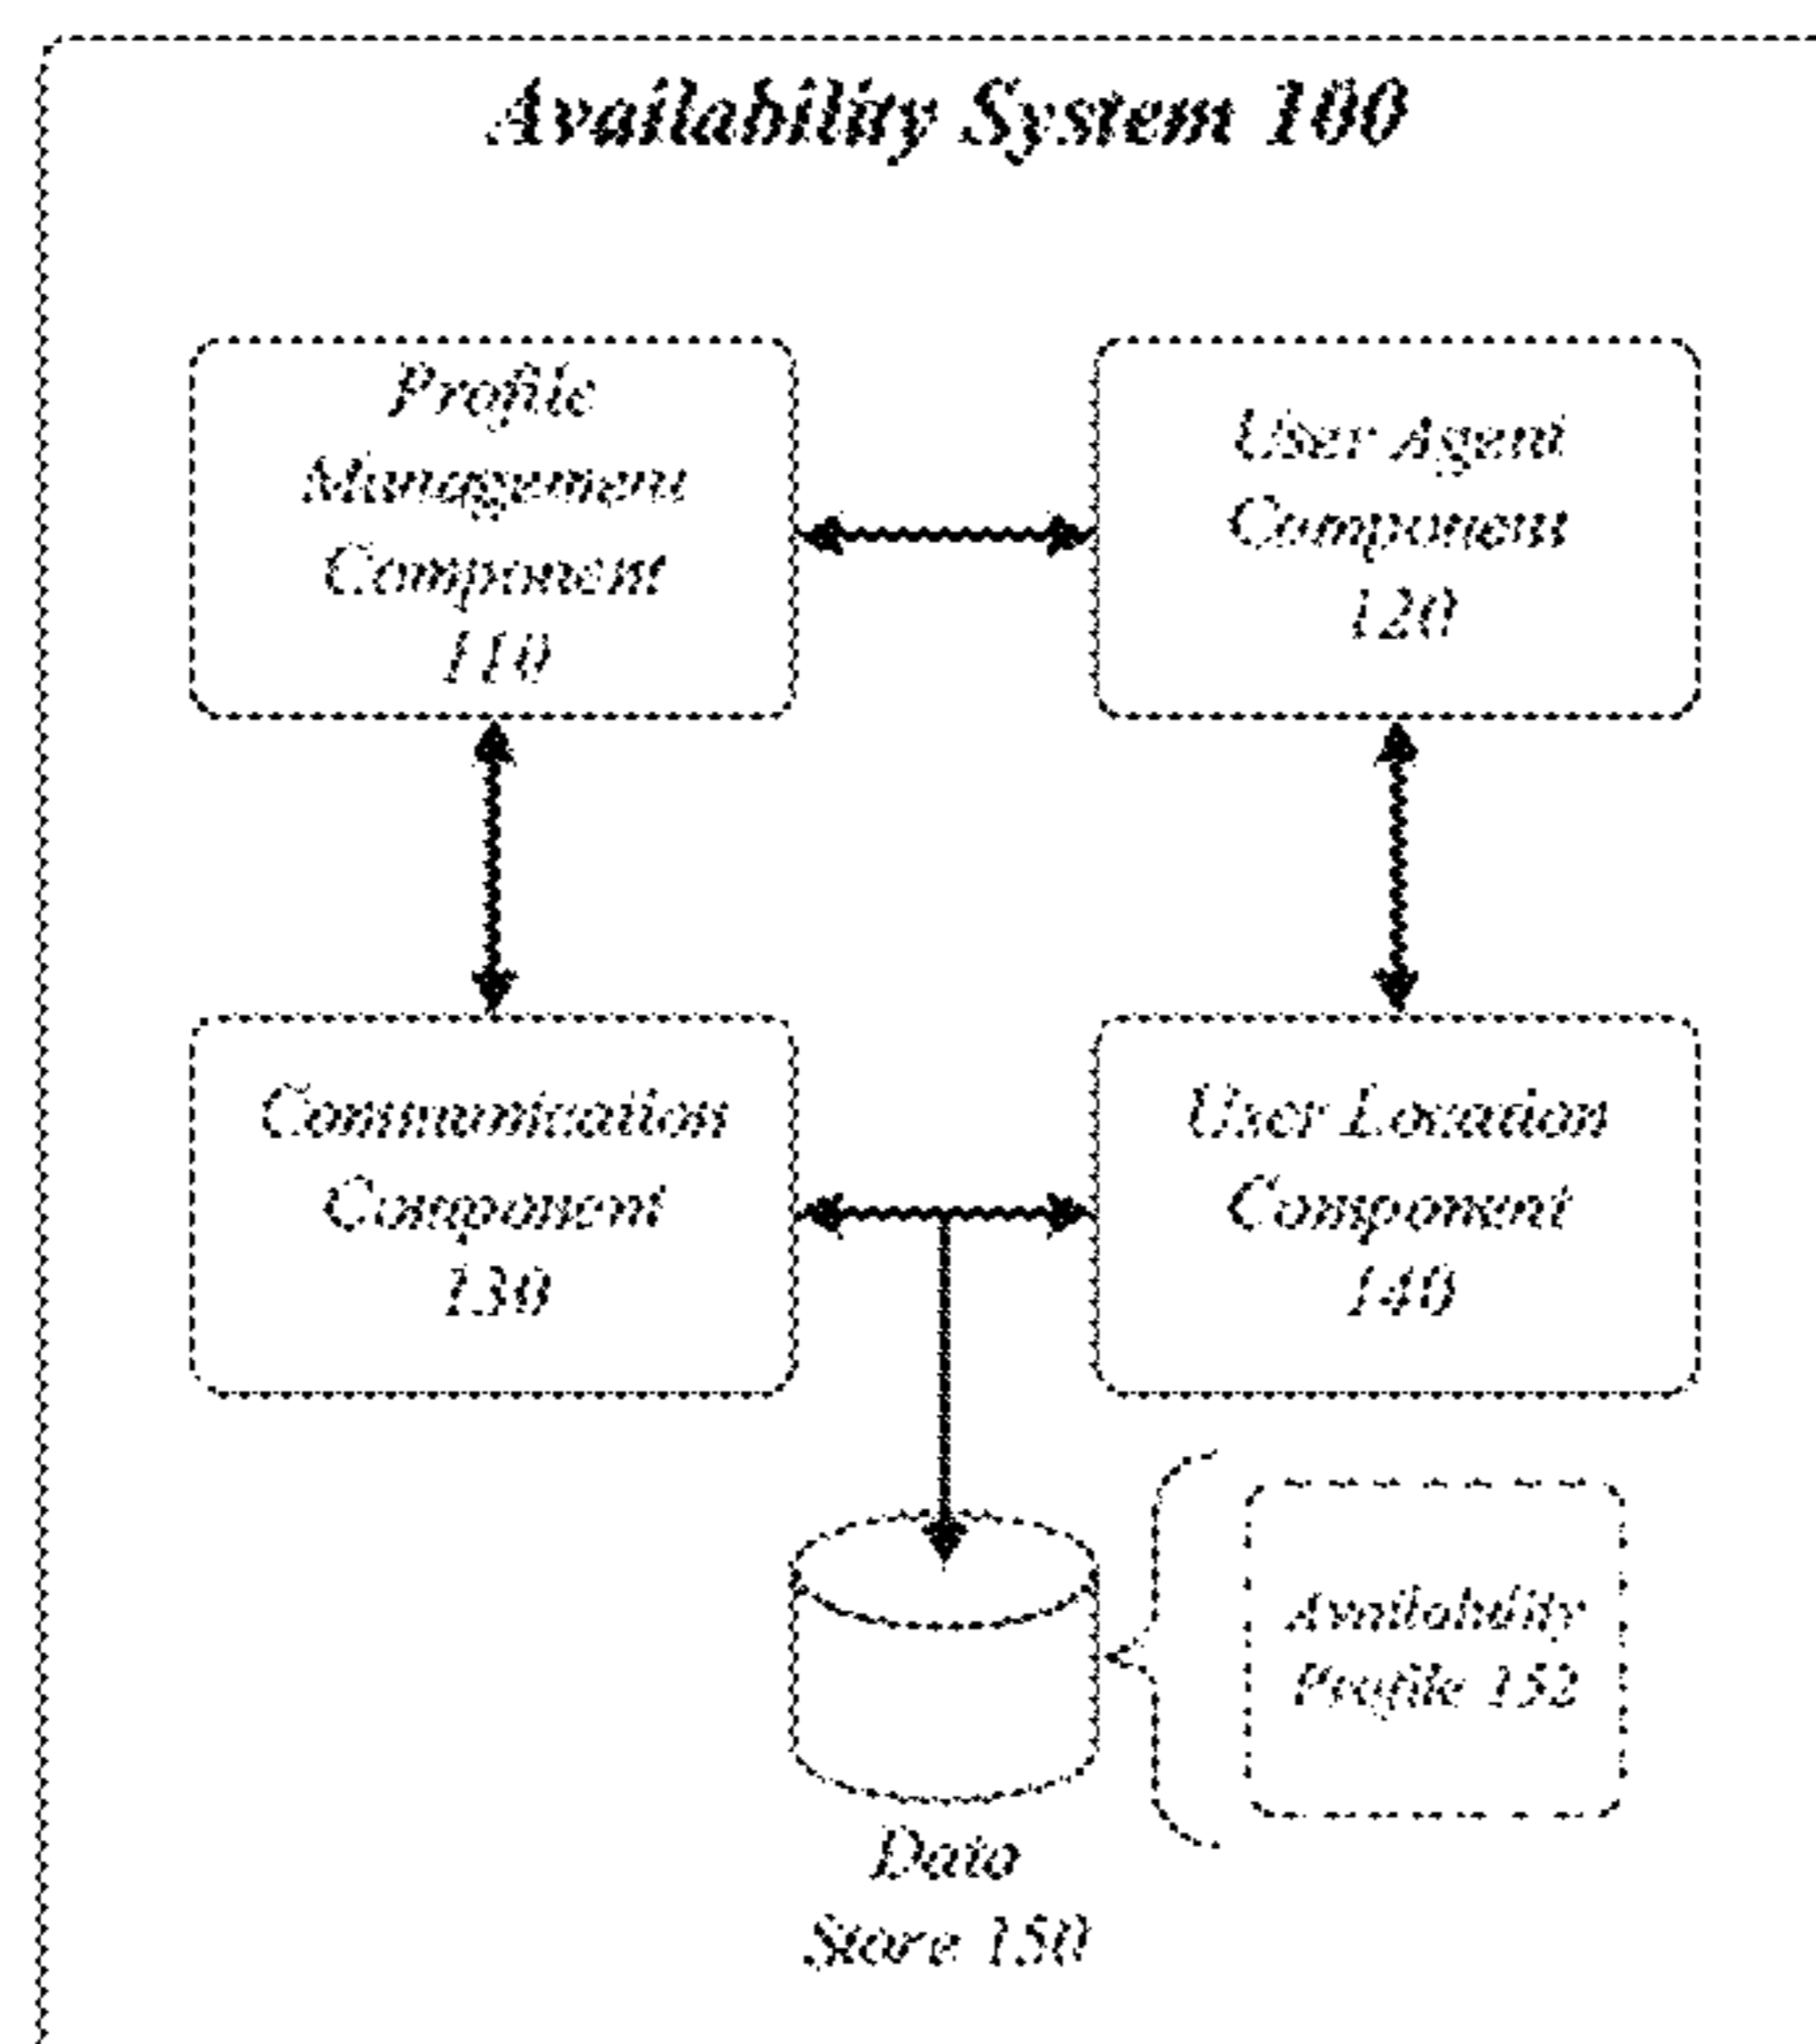 Availability System 100
Profile
Management
Component
110
User Agent
Component
120
Communication
Component
130
User Location
Component
140
Availability
Profile 152
Data
Store 150